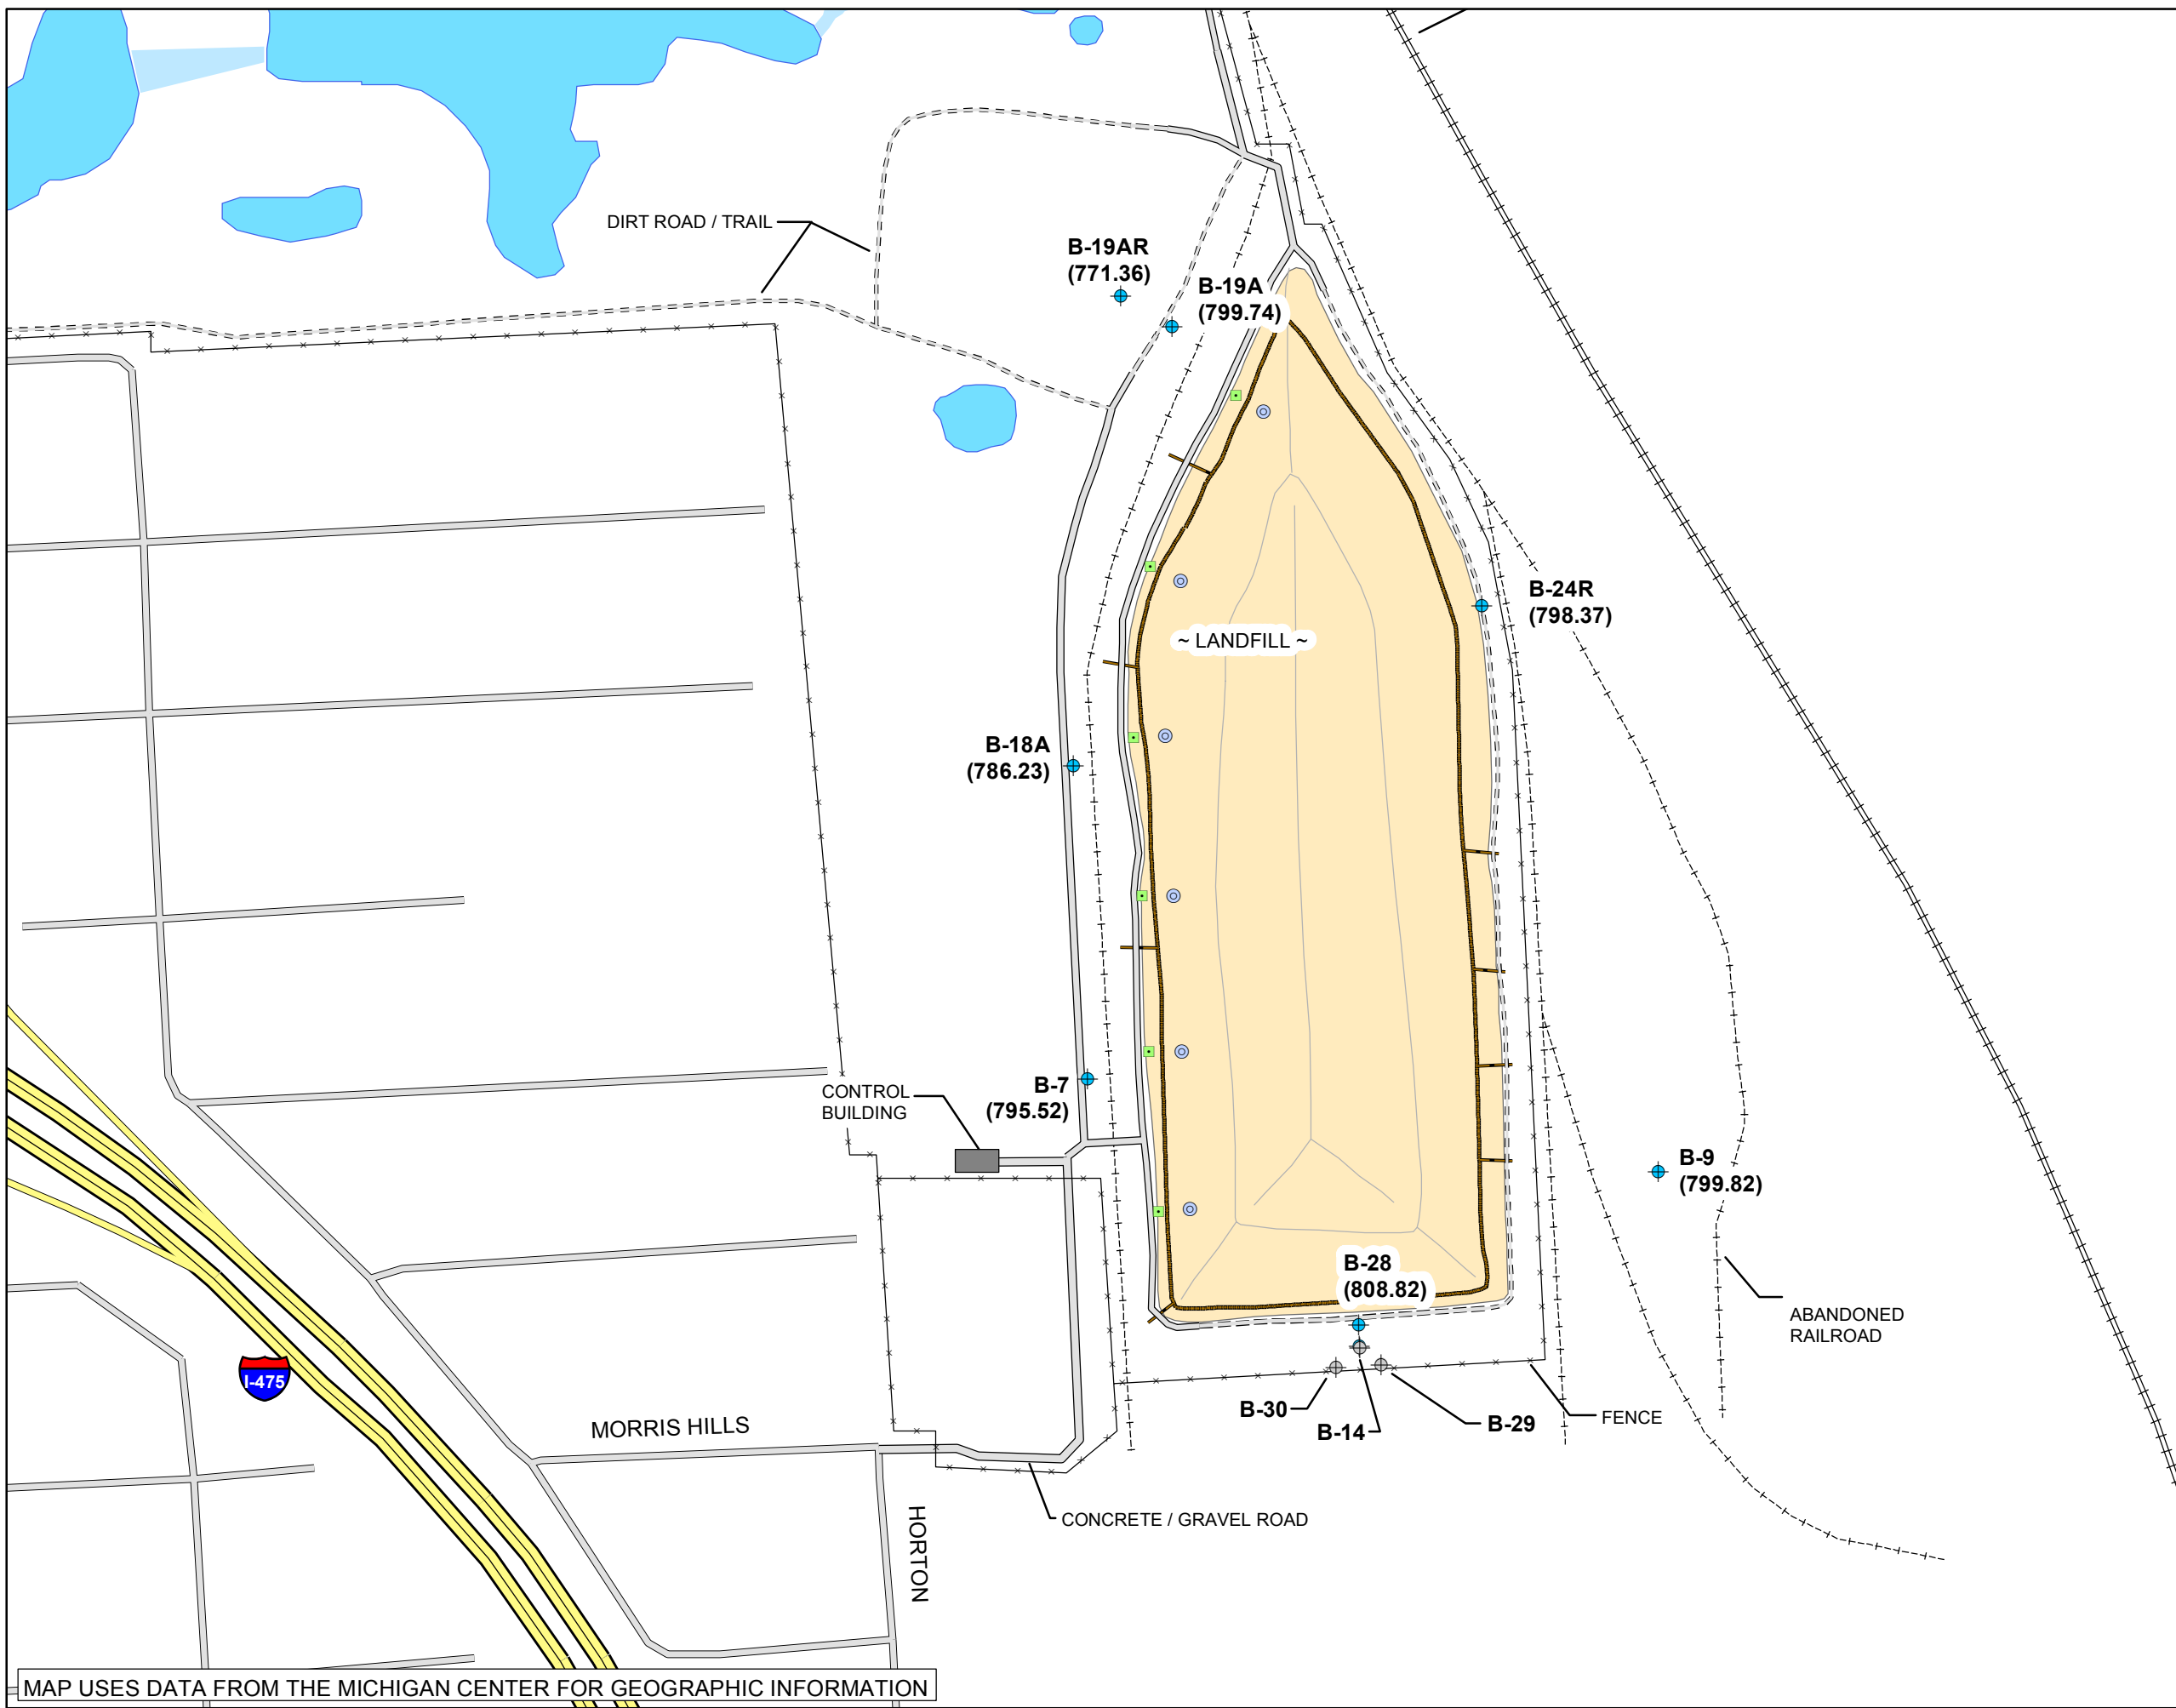 DIRT ROAD / TRAIL
B-19AR
(771.36)
B-19A
(799.74)
B-24R
(798.37)
~ LANDFILL ~
B-18A
(786.23)
B-7
(795.52)
CONTROL
BUILDING
B-9
(799.82)
B-28
(808.82)
ABANDONED
RAILROAD
I-475
B-30
B-14
B-29
FENCE
MORRIS HILLS
HORTON
CONCRETE / GRAVEL ROAD
MAP USES DATA FROM THE MICHIGAN CENTER FOR GEOGRAPHIC INFORMATION